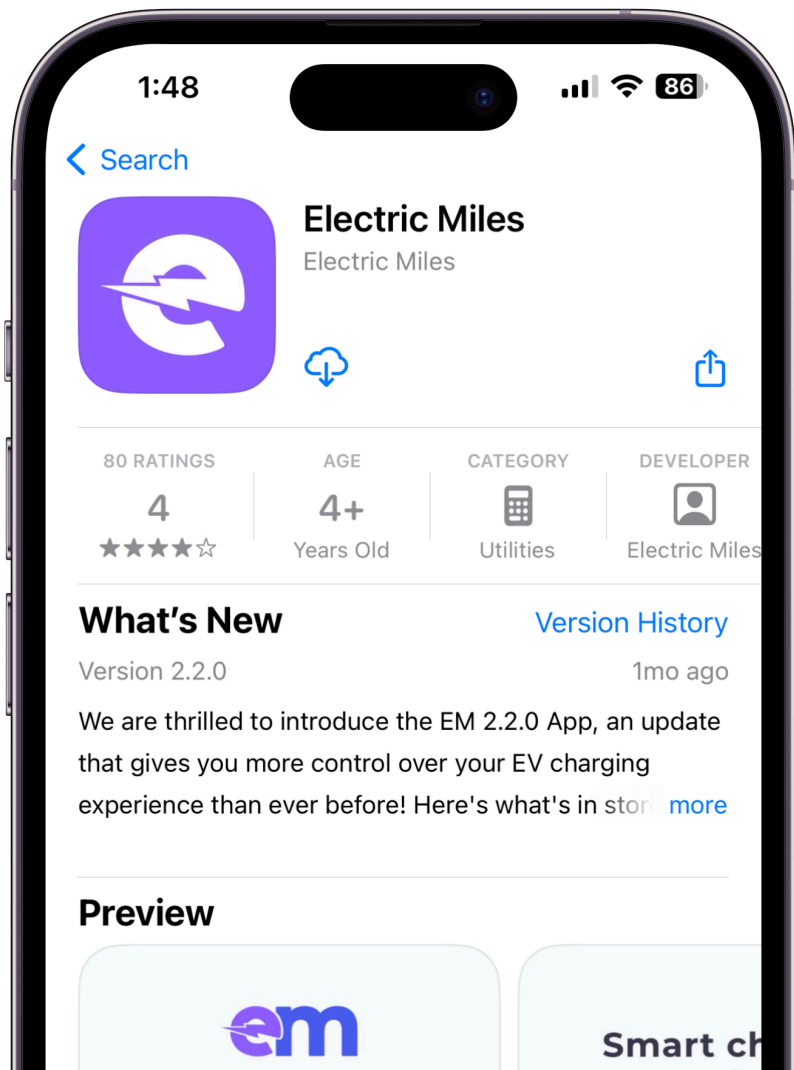 1:48
86
Search
Electric Miles
Electric Miles
80 RATINGS
AGE
CATEGORY
DEVELOPER
4
4+
Years Old
Utilities
Electric Miles
What's New
Version History
Version 2.2.0
1mo ago
We are thrilled to introduce the EM 2.2.0 App, an update
that gives you more control over your EV charging
experience than ever before! Here's what's in stor more
Preview
em
Smart ch